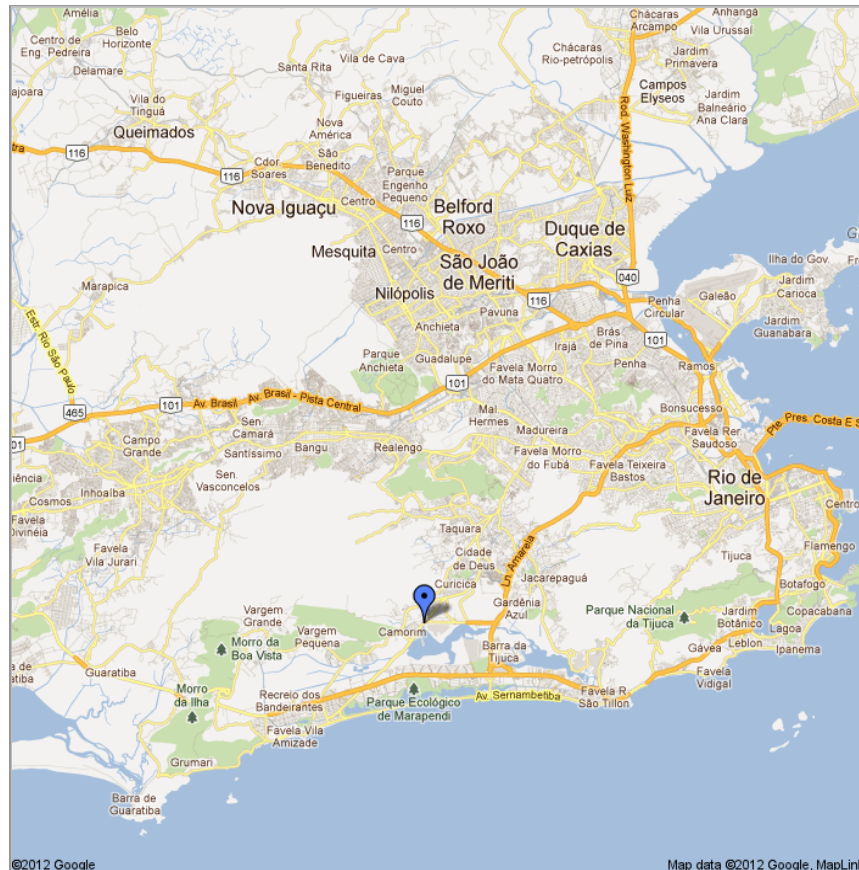 Amélia
Belo
Horizonte
Centro de
Eng. Pedreira
Delamare
ajoara
Vila do
Tinguá
Queimados
Santa Rita
Vila de Cava
Figueiras
Miguel
Couto
Nova
América
São
Benedito
Cdor
Soares
Parque
Engenho
Pequeno
Chácaras
Arcampo
Anhangá
Vila Urussaí
Chácaras
Rio-petrópolis
Jardim
Primavera
Campos
Elyseos
Jardim
Balneário
Ana Clara
Rod. Washington Luiz
tra
116
116
116
116
Nova Iguaçu
Centro
Belford
Roxo
Mesquita
Centro
São João
de Meriti
Duque de
Caxias
Nilópolis
040
Marapica
Estr Rio São Paulo
465
Pavuna
Anchieta
Parque
Anchieta
Guadalupe
Irajá
Brás
de Pina
Penha
Penha
Circular
Galeão
Ilha do Gov.
Jardim
Carioca
Jardim
Guanabara
G
Fr
101
101
101
01
Ramos
Bonsucesso
Favela Morro
do Mata Quatro
Mal
Hermes
Madureira
Favela Morro
do Fubá
Favela Teixeira
Bastos
Favela Rer
Saudoso
Pte. Pres. Costa E S
Av. Brasil
Av. Brasil - Pista Central
Campo
Grande
Sen.
Camará
Santíssimo
Bangu
Realengo
Sen.
Vasconcelos
iência
Cosmos
Inhoaíba
Favela
Divinéia
Favela
Vila Jurari
Rio de
Janeiro
Centro
Flamengo
Tijuca
Botafogo
Copacabana
Jardim
Botânico
Lagoa
Ipanema
Leblon
Gávea
Favela
Vidigal
Parque Nacional
da Tijuca
Taquara
Cidade
de Deus
Ln. Amarela
Jacarepaguá
Curicica
Gardênia
Azul
Camorim
Vargem
Grande
Vargem
Pequena
Morro da
Boa Vista
Guaratiba
Morro
da Ilha
Recreio dos
Bandeirantes
Favela Vila
Amizade
Grumari
Barra de
Guaratiba
Barra da
Tijuca
Parque Ecológico
de Marapendi
Av. Sernambetiba
Favela R.
São Tillon
©2012 Google
Map data ©2012 Google, MapLin